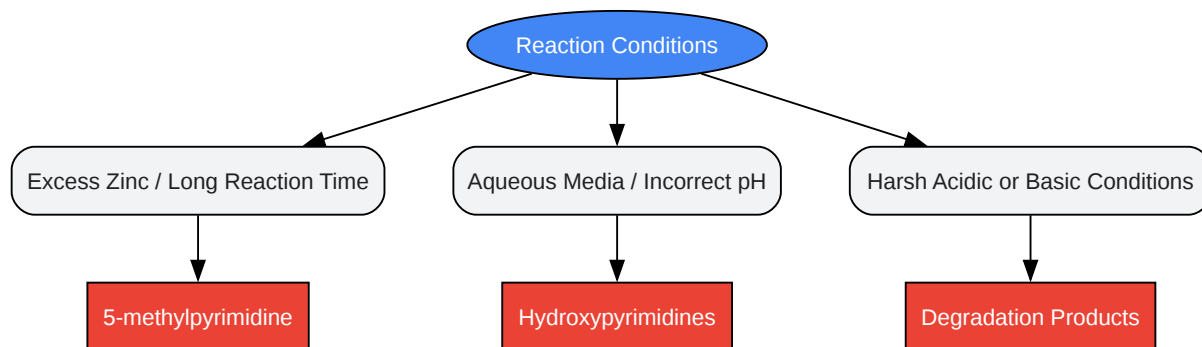 Reaction Conditions
Excess Zinc / Long Reaction Time
Aqueous Media / Incorrect pH
Harsh Acidic or Basic Conditions
5-methylpyrimidine
Hydroxypyrimidines
Degradation Products